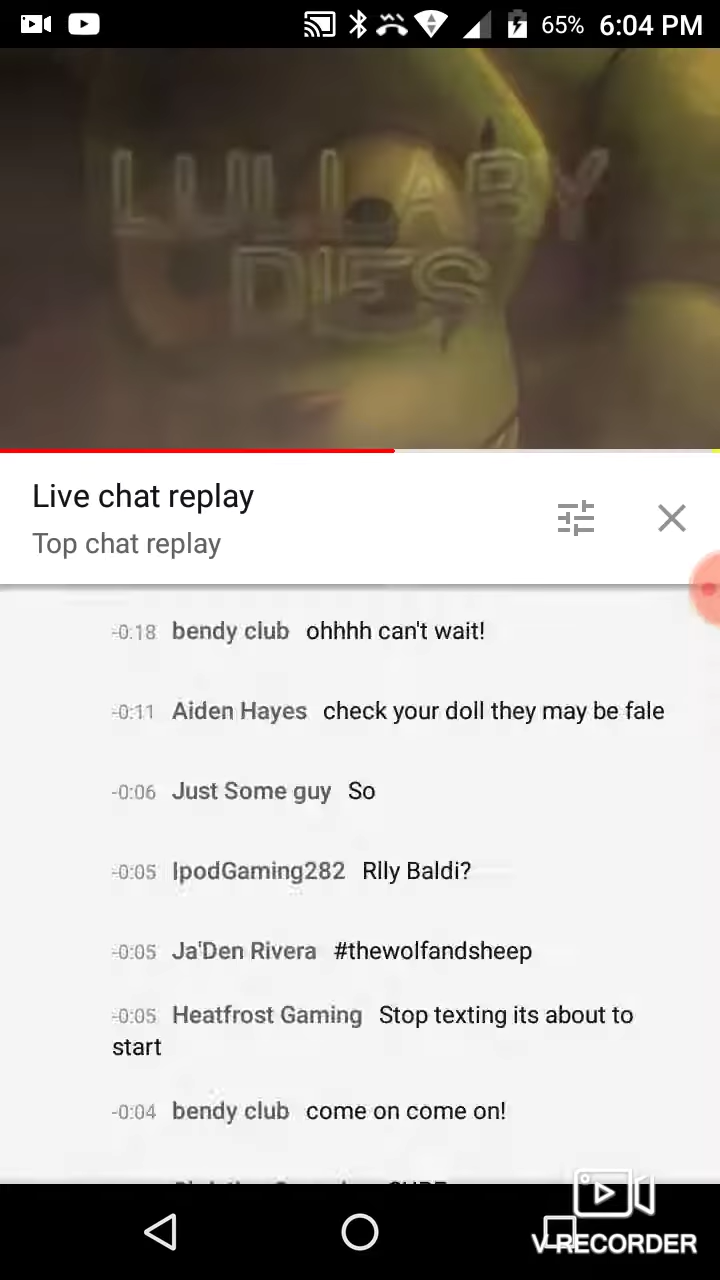 65% 6:04 PM
LULLABY
DIES
Live chat replay
Top chat replay
-0:18 bendy club ohhhh can't wait!
-0:11 Aiden Hayes check your doll they may be fale
-0:06 Just Some guy So
-0:05 IpodGaming282 Rlly Baldi?
-0:05 Ja'Den Rivera #thewolfandsheep
-0:05 Heatfrost Gaming Stop texting its about to
start
-0:04 bendy club come on come on!
V RECORDER